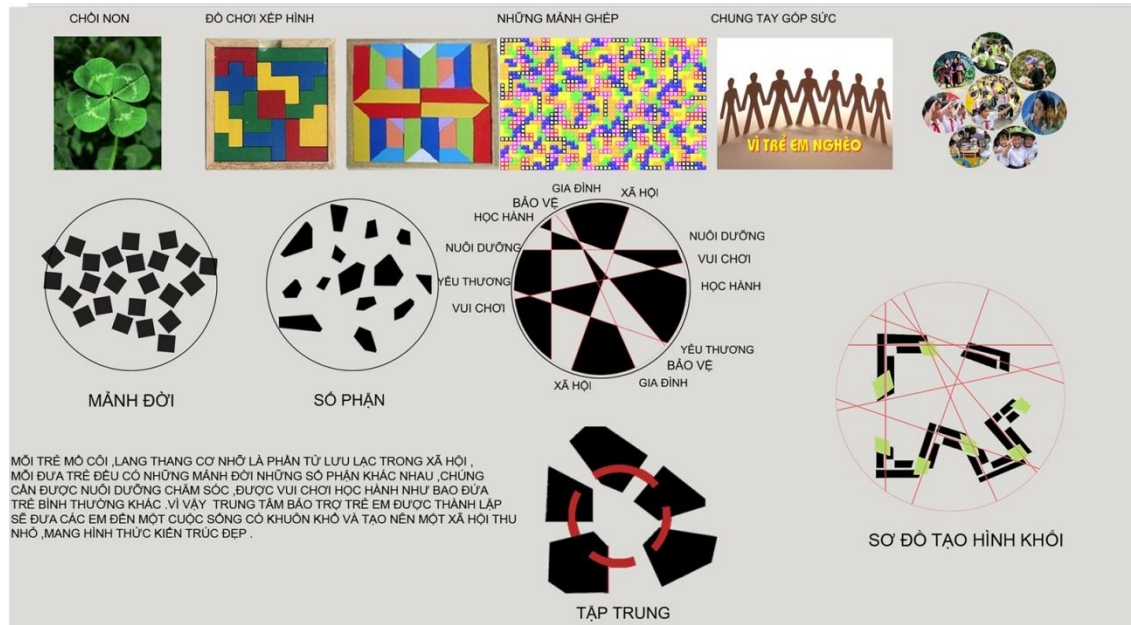 CHỒI NON
ĐỒ CHƠI XẾP HÌNH
NHỮNG MẢNH GHÉP
CHUNG TAY GÓP SỨC
VÌ TRẺ EM NGHÈO
GIA ĐÌNH
XÃ HỘI
BẢO VỆ
HỌC HÀNH
NUÔI DƯỠNG
NUÔI DƯỠNG
VUI CHƠI
YÊU THƯƠNG
HỌC HÀNH
VUI CHƠI
YÊU THƯƠNG
BẢO VỆ
XÃ HỘI
GIA ĐÌNH
MẢNH ĐỜI
SỐ PHẬN
MỖI TRẺ MỒ CÔI ,LANG THANG CƠ NHỠ LÀ PHẦN TỬ LƯU LẠC TRONG XÃ HỘI ,
MỖI ĐƯA TRẺ ĐỀU CÓ NHỮNG MẢNH ĐỜI NHỮNG SỐ PHẬN KHÁC NHAU ,CHÚNG
CẦN ĐƯỢC NUÔI DƯỠNG CHĂM SÓC ,ĐƯỢC VUI CHƠI HỌC HÀNH NHƯ BAO ĐỨA
TRẺ BÌNH THƯỜNG KHÁC .VÌ VẬY TRUNG TÂM BẢO TRỢ TRẺ EM ĐƯỢC THÀNH LẬP
SẼ ĐƯA CÁC EM ĐẾN MỘT CUỘC SỐNG CÓ KHUÔN KHỔ VÀ TẠO NÊN MỘT XÃ HỘI THU
NHỎ ,MANG HÌNH THỨC KIẾN TRÚC ĐẸP .
SƠ ĐỒ TẠO HÌNH KHỐI
TẬP TRUNG